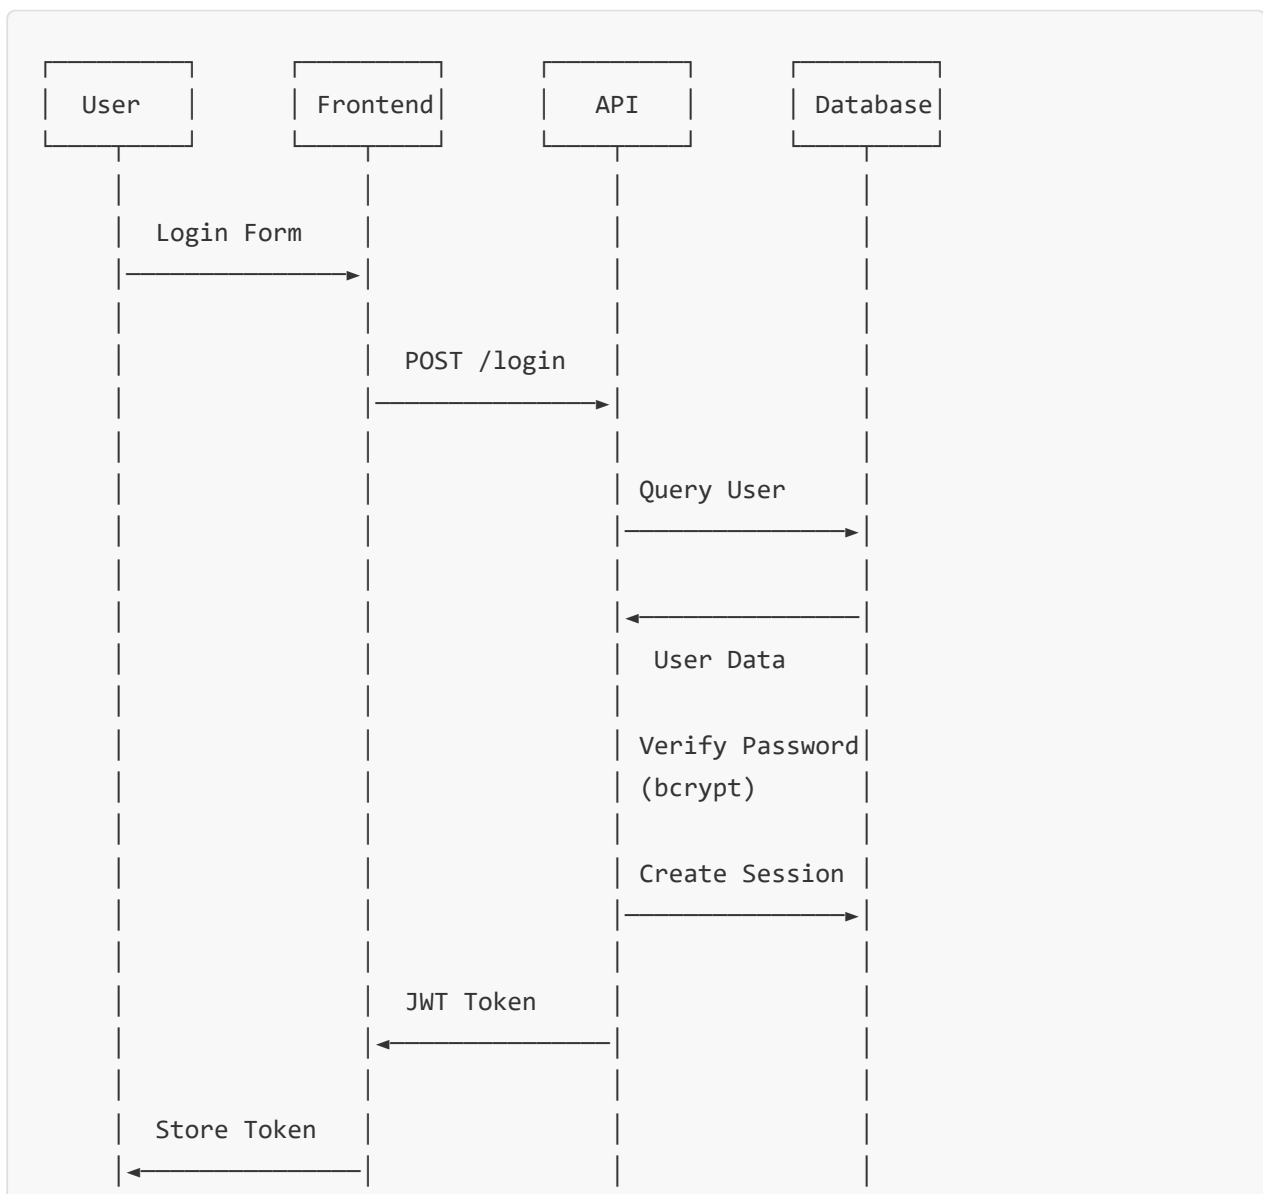 User Frontend API Database
Login Form
POST /login
Query User
User Data
Verify Password
(bcrypt)
Create Session
JWT Token
Store Token